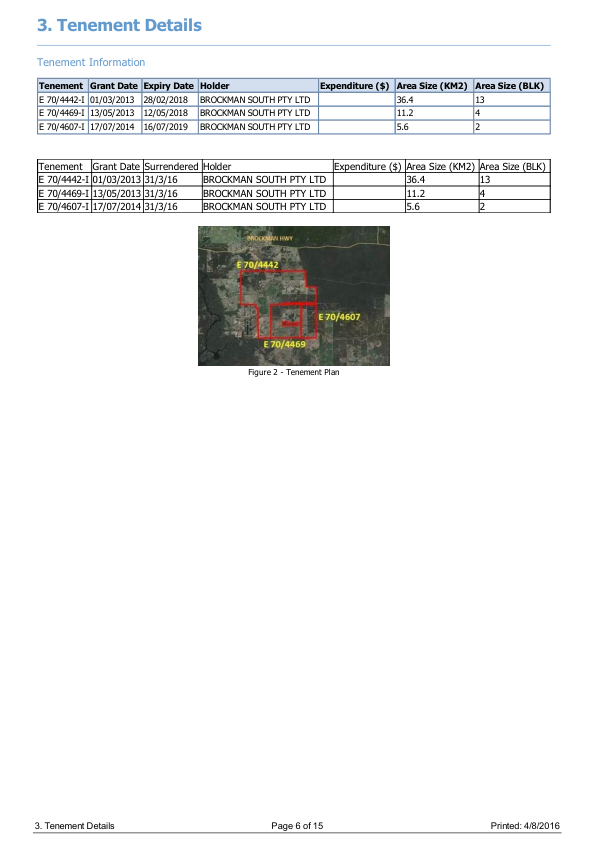 3. Tenement Details
Tenement Information
Tenement Grant Date Expiry Date Holder Expenditure ($) Area Size (KM2) Area Size (BLK)
E 70/4442-I 01/03/2013 28/02/2018 BROCKMAN SOUTH PTY LTD 36.4 13
E 70/4469-I 13/05/2013 12/05/2018 BROCKMAN SOUTH PTY LTD 11.2 4
E 70/4607-I 17/07/2014 16/07/2019 BROCKMAN SOUTH PTY LTD 5.6 2
Tenement Grant Date Surrendered Holder Expenditure ($) Area Size (KM2) Area Size (BLK)
E 70/4442-I 01/03/2013 31/3/16 BROCKMAN SOUTH PTY LTD 36.4 13
E 70/4469-I 13/05/2013 31/3/16 BROCKMAN SOUTH PTY LTD 11.2 4
E 70/4607-I 17/07/2014 31/3/16 BROCKMAN SOUTH PTY LTD 5.6 2
BROCKMAN HWY
E 70/4442
E 70/4607
E 70/4469
Figure 2 - Tenement Plan
3. Tenement Details Page 6 of 15 Printed: 4/8/2016